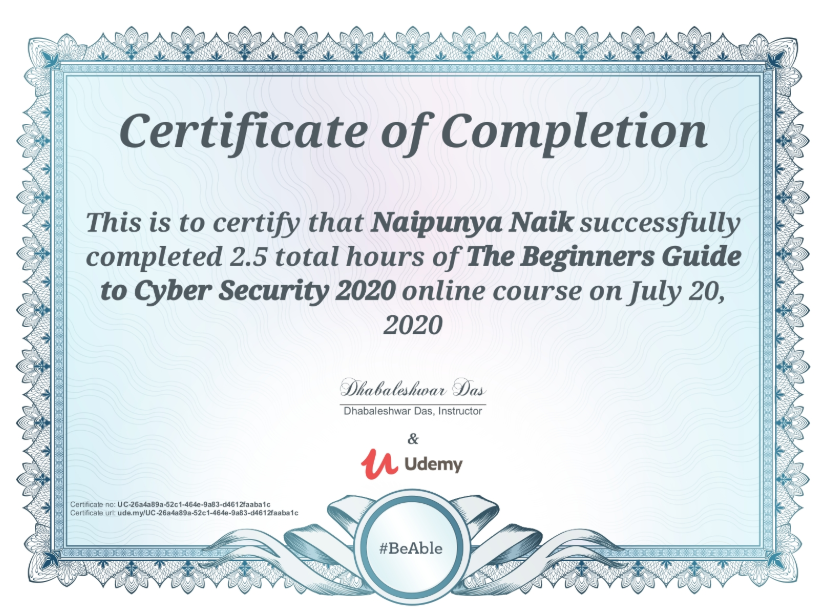 Certificate of Completion
This is to certify that Naipunya Naik successfully
completed 2.5 total hours of The Beginners Guide
to Cyber Security 2020 online course on July 20,
2020
Dhabaleshwar Das
Dhabaleshwar Das, Instructor
&
Udemy
Certificate no: UC-26a4a89a-52c1-464e-9a83-d4612faaba1c
Certificate url: ude.my/UC-26a4a89a-52c1-464e-9a83-d4612faaba1c
#BeAble